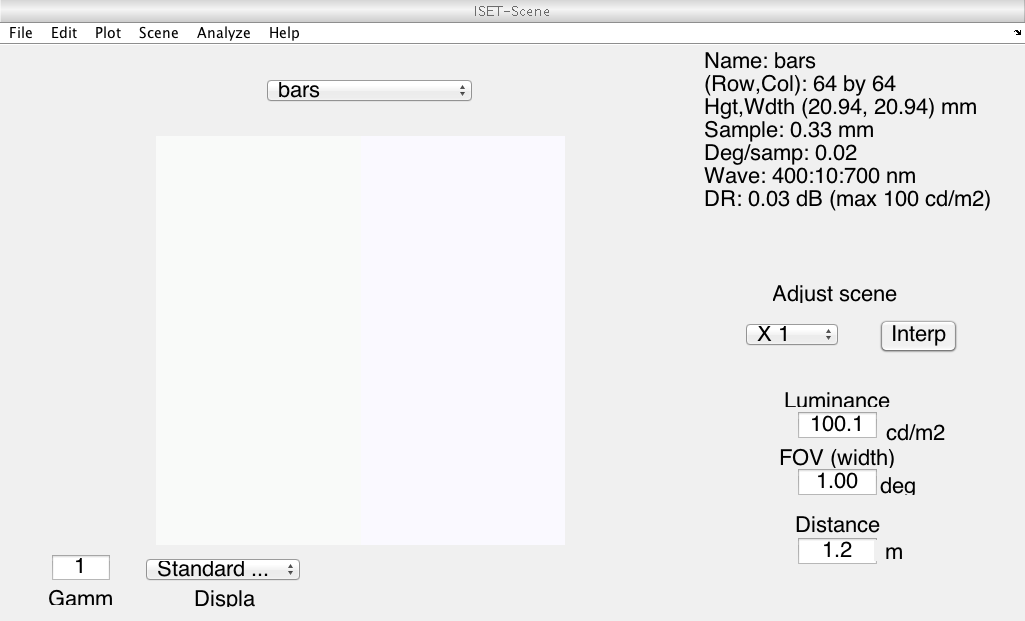 ISET-Scene
File Edit Plot Scene Analyze Help
bars
Name: bars
(Row,Col): 64 by 64
Hgt,Wdth (20.94, 20.94) mm
Sample: 0.33 mm
Deg/samp: 0.02
Wave: 400:10:700 nm
DR: 0.03 dB (max 100 cd/m2)
Adjust scene
X 1 Interp
Luminance
100.1 cd/m2
FOV (width)
1.00 deg
Distance
1.2 m
1 Standard ...
Gamm Displa